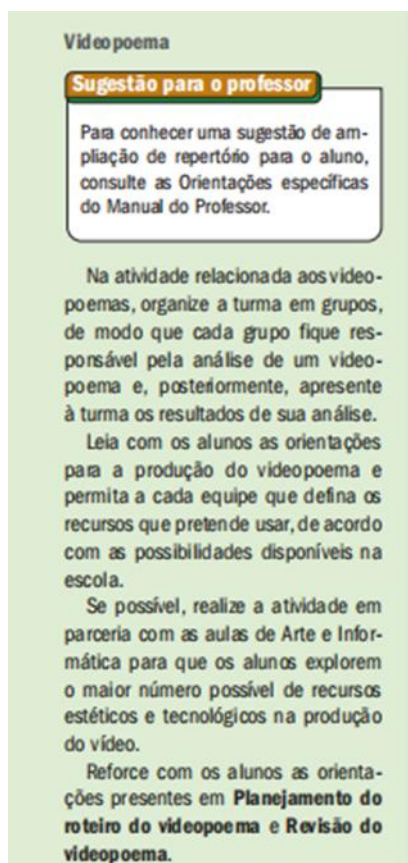 Videopoema
Sugestão para o professor
Para conhecer uma sugestão de am-
pliação de repertório para o aluno,
consulte as Orientações específicas
do Manual do Professor.
Na atividade relacionada aos video-
poemas, organize a turma em grupos,
de modo que cada grupo fique res-
ponsável pela análise de um video-
poema e, posteriormente, apresente
à turma os resultados de sua análise.
Leia com os alunos as orientações
para a produção do videopoema e
permita a cada equipe que defina os
recursos que pretende usar, de acordo
com as possibilidades disponíveis na
escola.
Se possível, realize a atividade em
parceria com as aulas de Arte e Infor-
mática para que os alunos explorem
o maior número possível de recursos
estéticos e tecnológicos na produção
do vídeo.
Reforce com os alunos as orienta-
ções presentes em Planejamento do
roteiro do videopoema e Revisão do
videopoema.